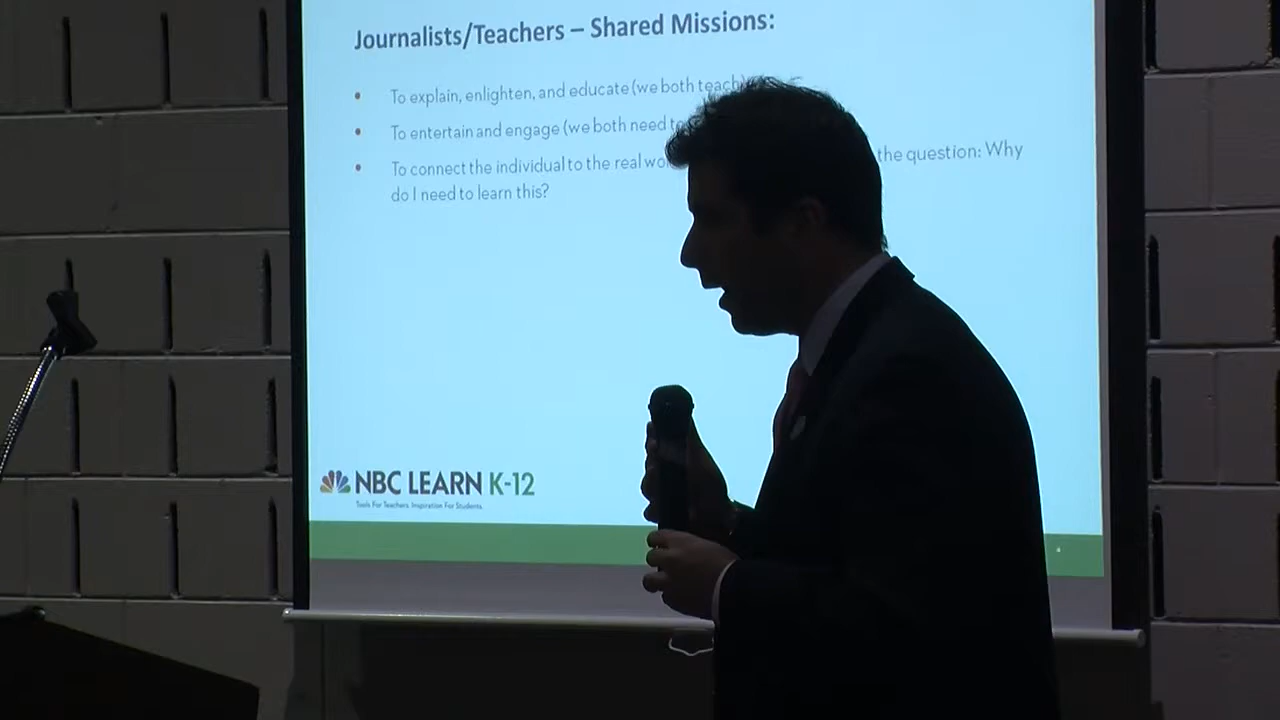 Journalists/Teachers – Shared Missions:
• To explain, enlighten, and educate (we both teach)
• To entertain and engage (we both need
• To connect the individual to the real the question: Why
do I need to learn this?
NBC LEARN K-12
Tools For Teachers. Inspiration For Students.
4